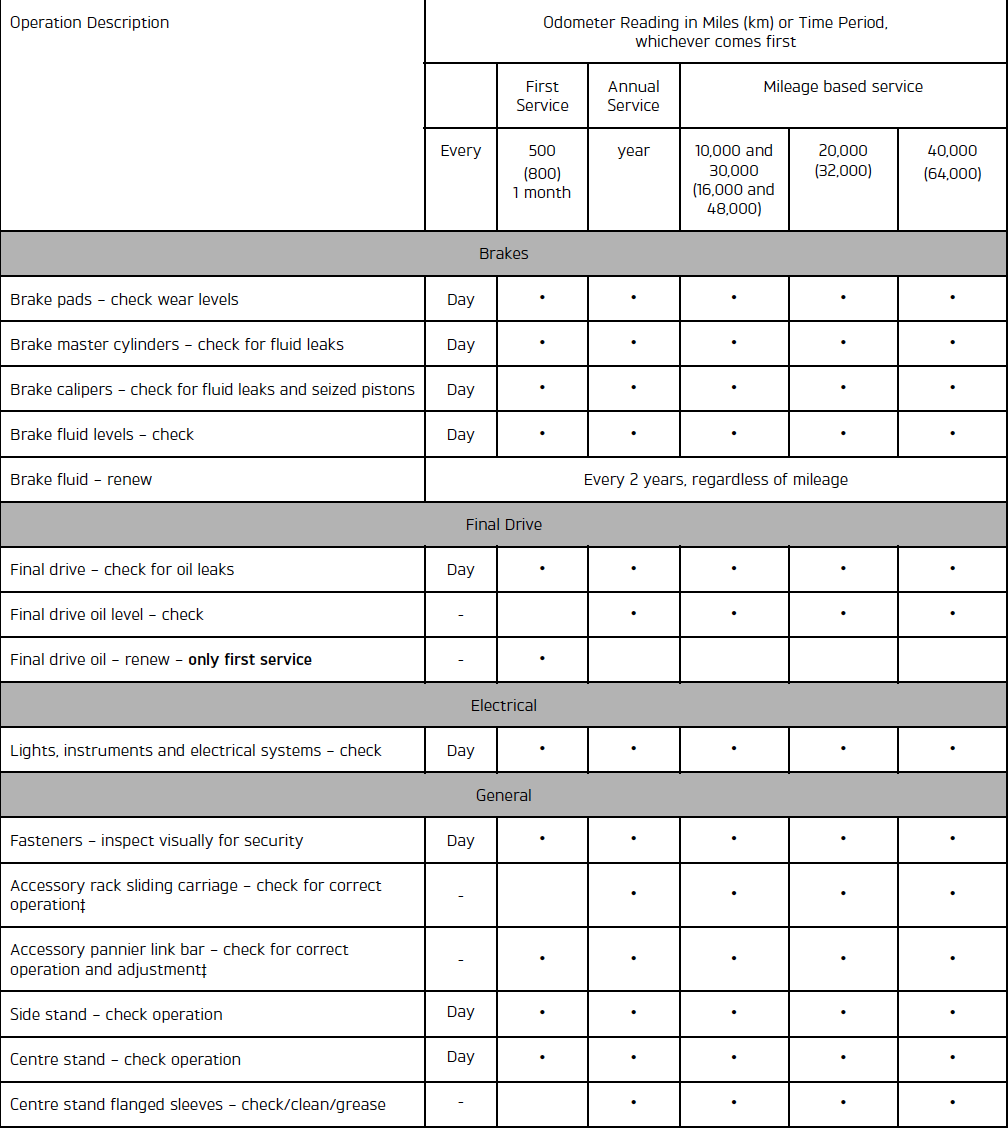 Operation Description
Odometer Reading in Miles (km) or Time Period,
whichever comes first
First
Service
Annual
Service
Mileage based service
Every
500
(800)
1 month
year
10,000 and
30,000
(16,000 and
48,000)
20,000
(32,000)
40,000
(64,000)
Brakes
Brake pads – check wear levels Day • • • • •
Brake master cylinders – check for fluid leaks Day • • • • •
Brake calipers – check for fluid leaks and seized pistons Day • • • • •
Brake fluid levels – check Day • • • • •
Brake fluid – renew Every 2 years, regardless of mileage
Final Drive
Final drive – check for oil leaks Day • • • • •
Final drive oil level – check - • • • •
Final drive oil – renew – only first service - •
Electrical
Lights, instruments and electrical systems – check Day • • • • •
General
Fasteners – inspect visually for security Day • • • • •
Accessory rack sliding carriage – check for correct
operation‡ - • • • •
Accessory pannier link bar – check for correct
operation and adjustment‡ - • • • • •
Side stand – check operation Day • • • • •
Centre stand – check operation Day • • • • •
Centre stand flanged sleeves – check/clean/grease - • • • •